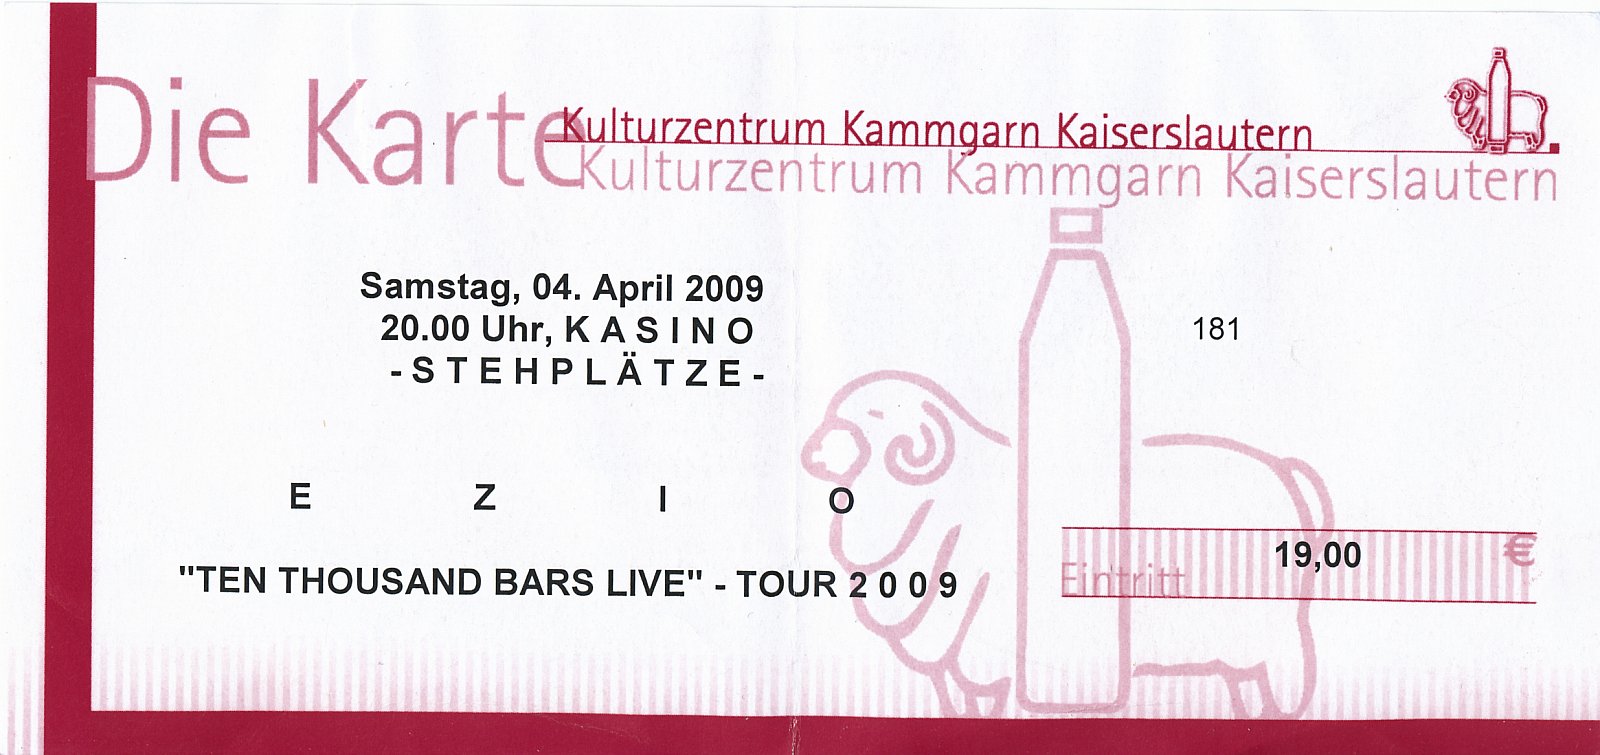 Die Karte
Kulturzentrum Kammgarn Kaiserslautern
Kulturzentrum Kammgarn Kaiserslautern
Samstag, 04. April 2009
20.00 Uhr, K A S I N O
- S T E H P L Ä T Z E -
181
E Z I O
"TEN THOUSAND BARS LIVE" - TOUR 2 0 0 9
Eintritt 19,00 €